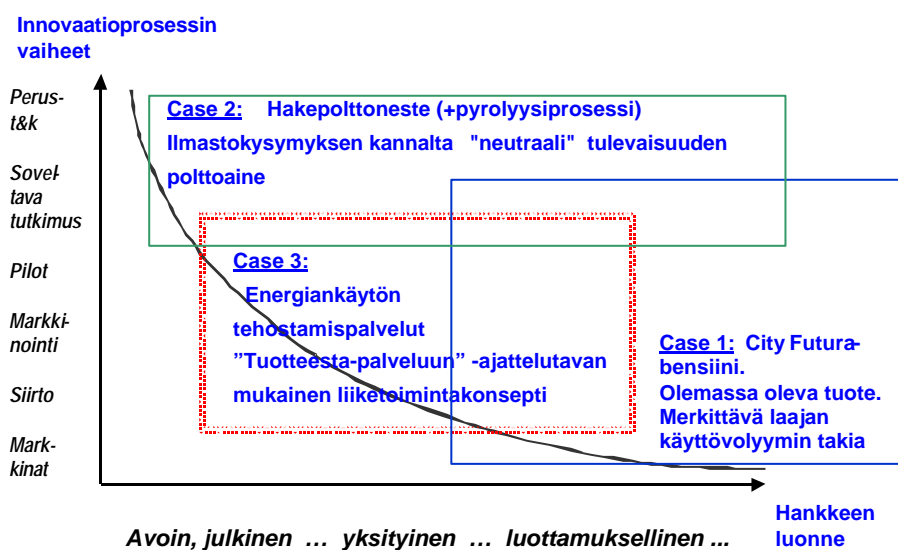 Innovaatioprosessin
vaiheet
Perus-
t&k
Sovel-
tava
tutkimus
Pilot
Markki-
nointi
Siirto
Mark-
kinat
Case 2: Hakepolttoneste (+pyrolyysiprosessi)
Ilmastokysymyksen kannalta "neutraali" tulevaisuuden
polttoaine
Case 3:
Energiankäytön
tehostamispalvelut
”Tuotteesta-palveluun” -ajattelutavan
mukainen liiketoimintakonsepti
Case 1: City Futura-
bensiini.
Olemassa oleva tuote.
Merkittävä laajan
käyttövolyymin takia
Avoin, julkinen … yksityinen … luottamuksellinen ...
Hankkeen
luonne